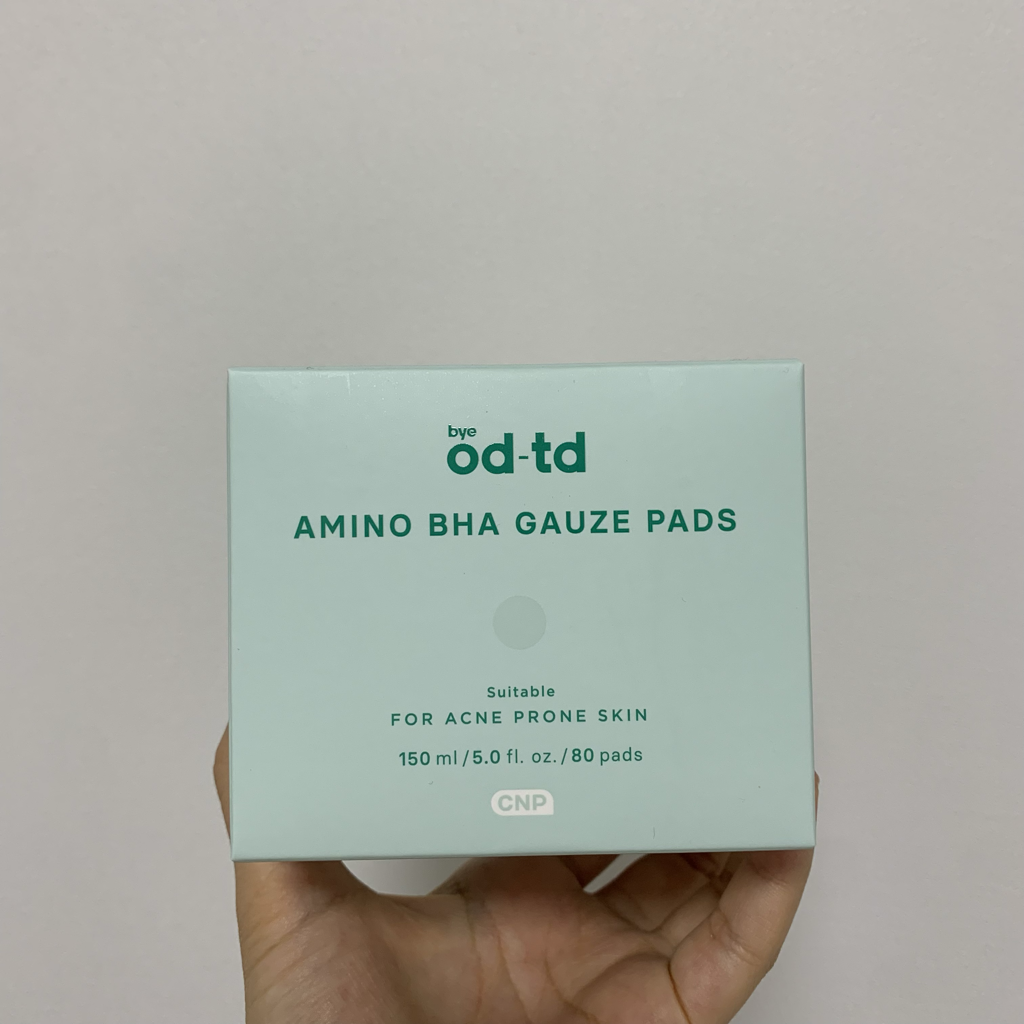 bye
od-td
AMINO BHA GAUZE PADS
Suitable
FOR ACNE PRONE SKIN
150 ml / 5.0 fl. oz. / 80 pads
CNP